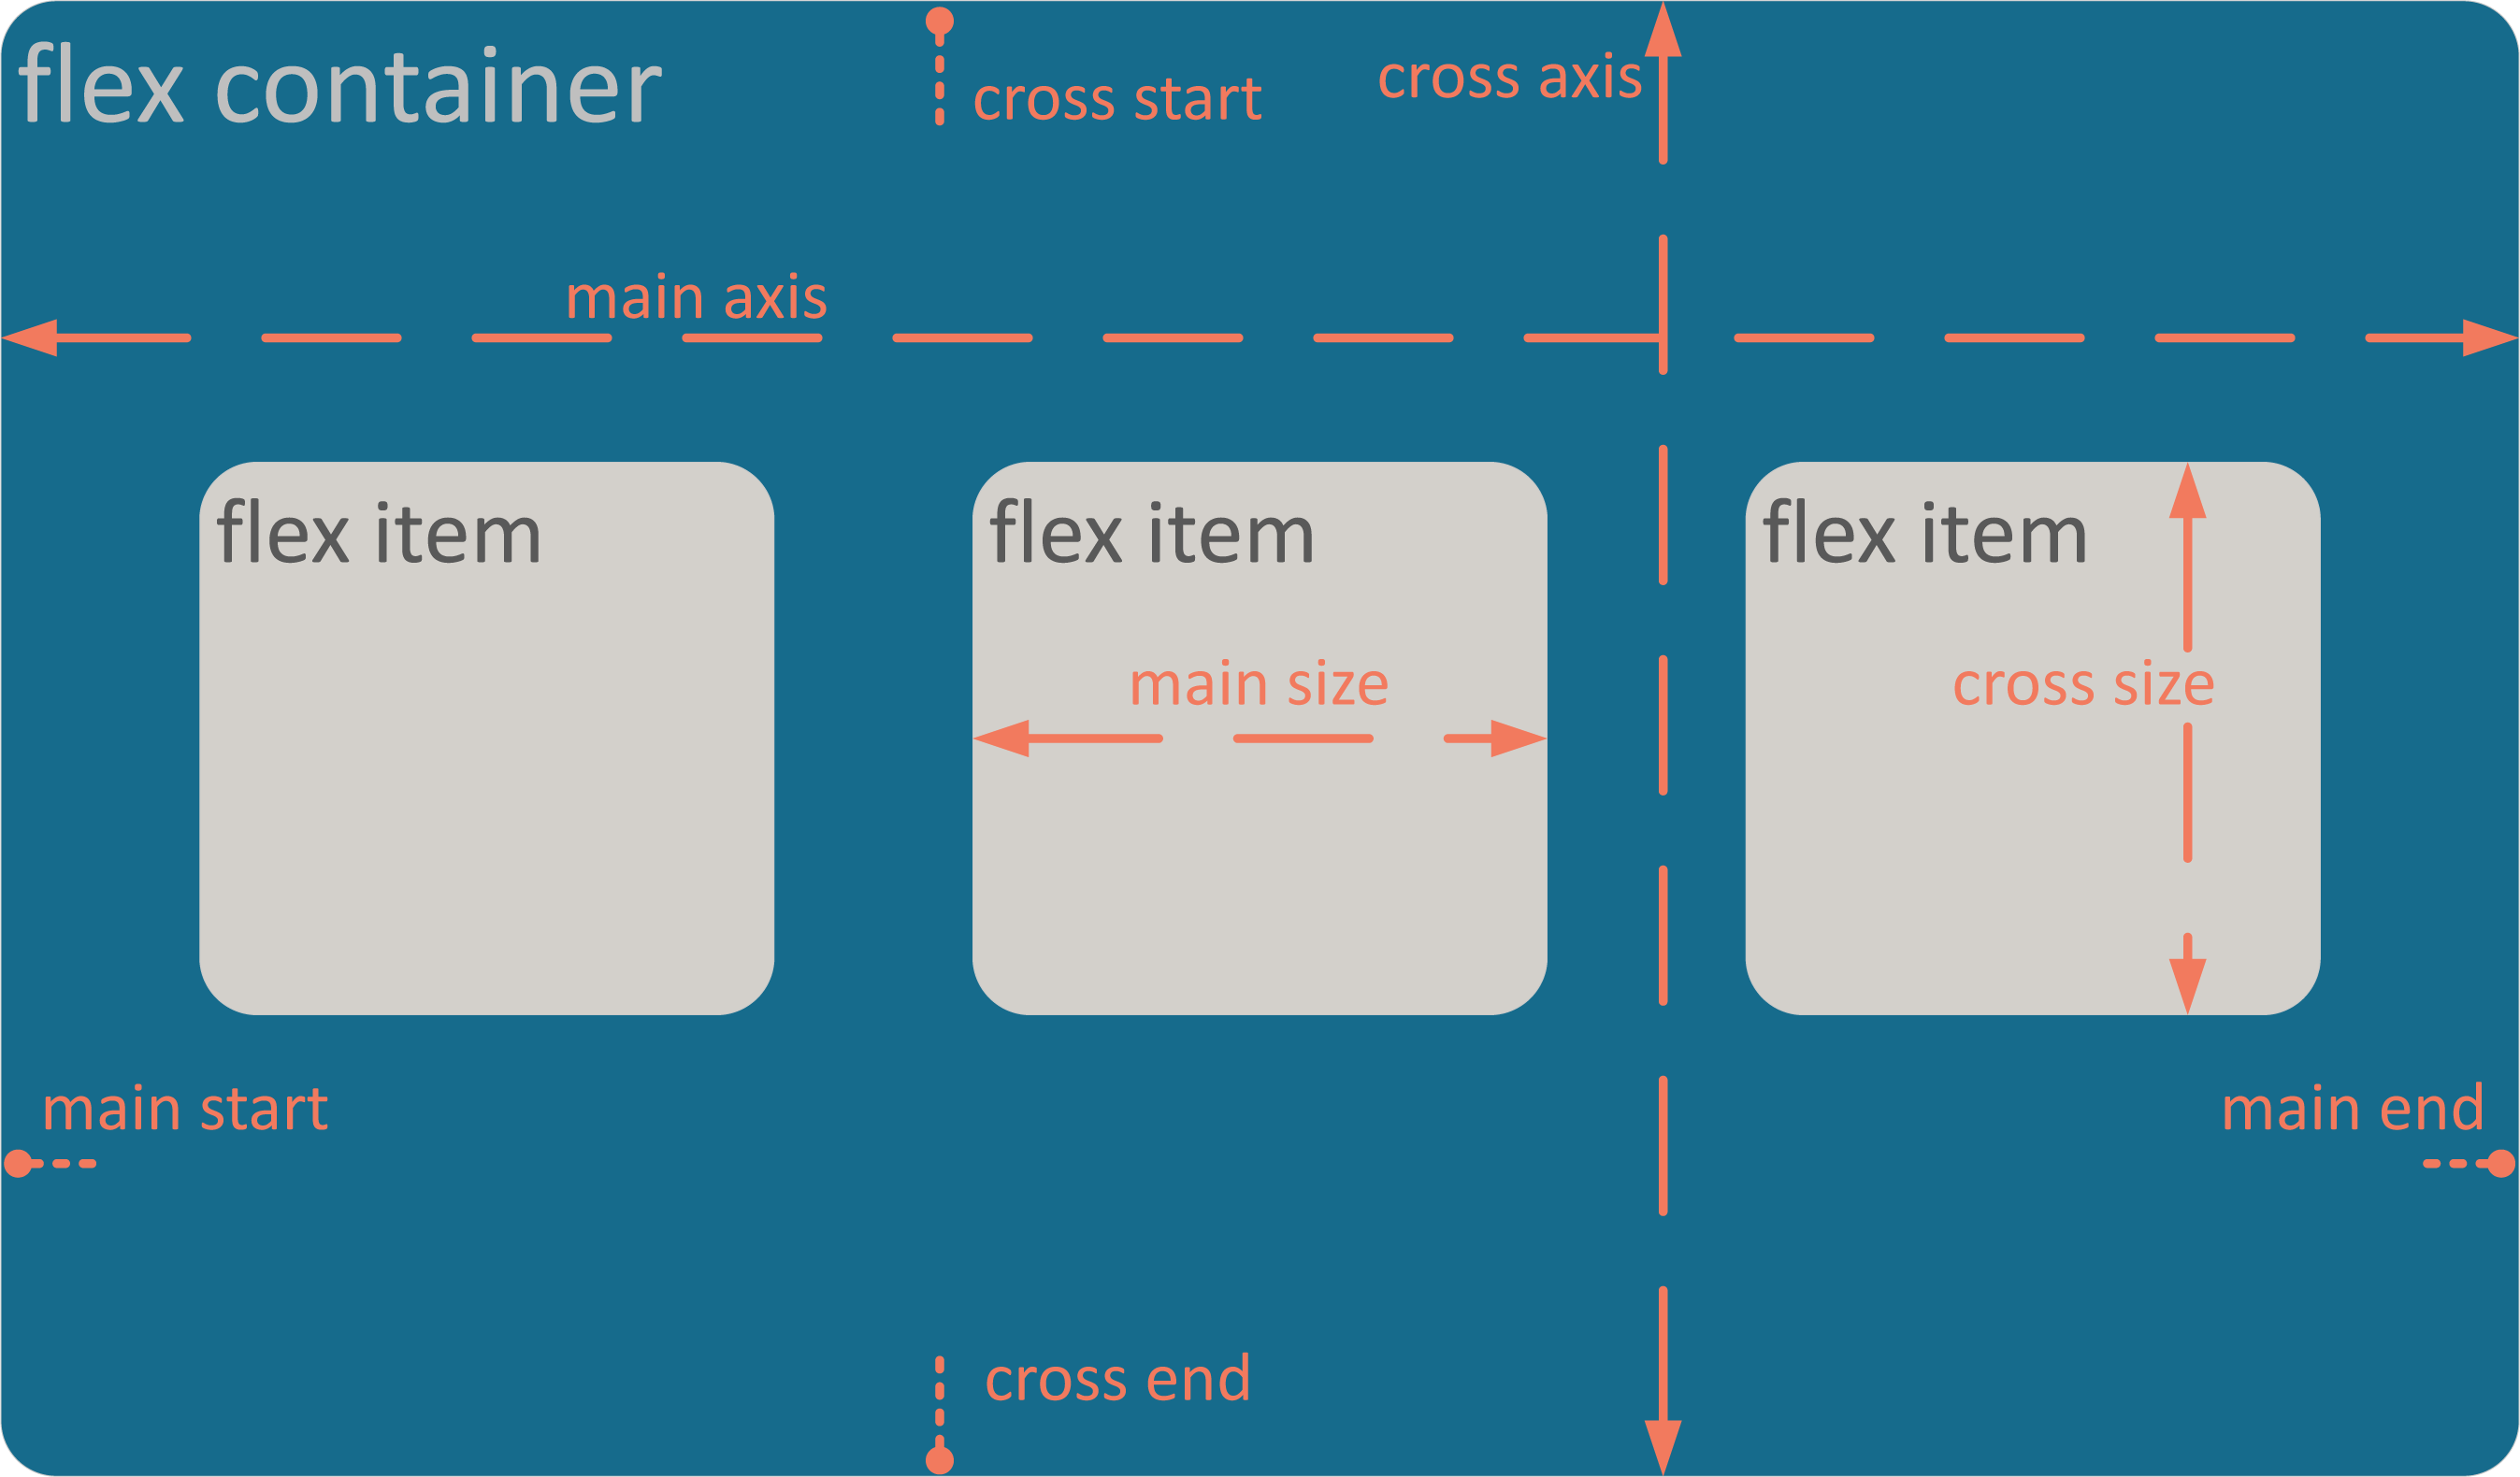 flex container
cross start
cross axis
main axis
flex item
flex item
flex item
main size
cross size
main start
main end
cross end